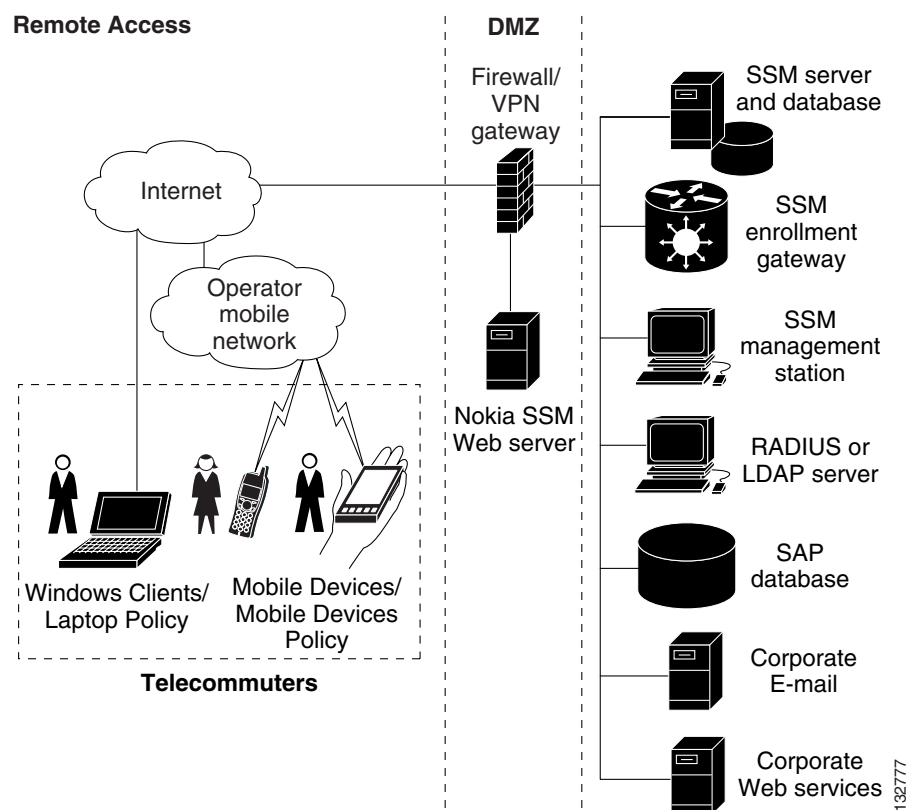 Remote Access
DMZ
Firewall/
VPN
gateway
SSM server
and database
Internet
SSM
enrollment
gateway
Operator
mobile
network
SSM
management
station
Nokia SSM
Web server
RADIUS or
LDAP server
Windows Clients/
Laptop Policy
Mobile Devices/
Mobile Devices
Policy
SAP
database
Telecommuters
Corporate
E-mail
Corporate
Web services
132777